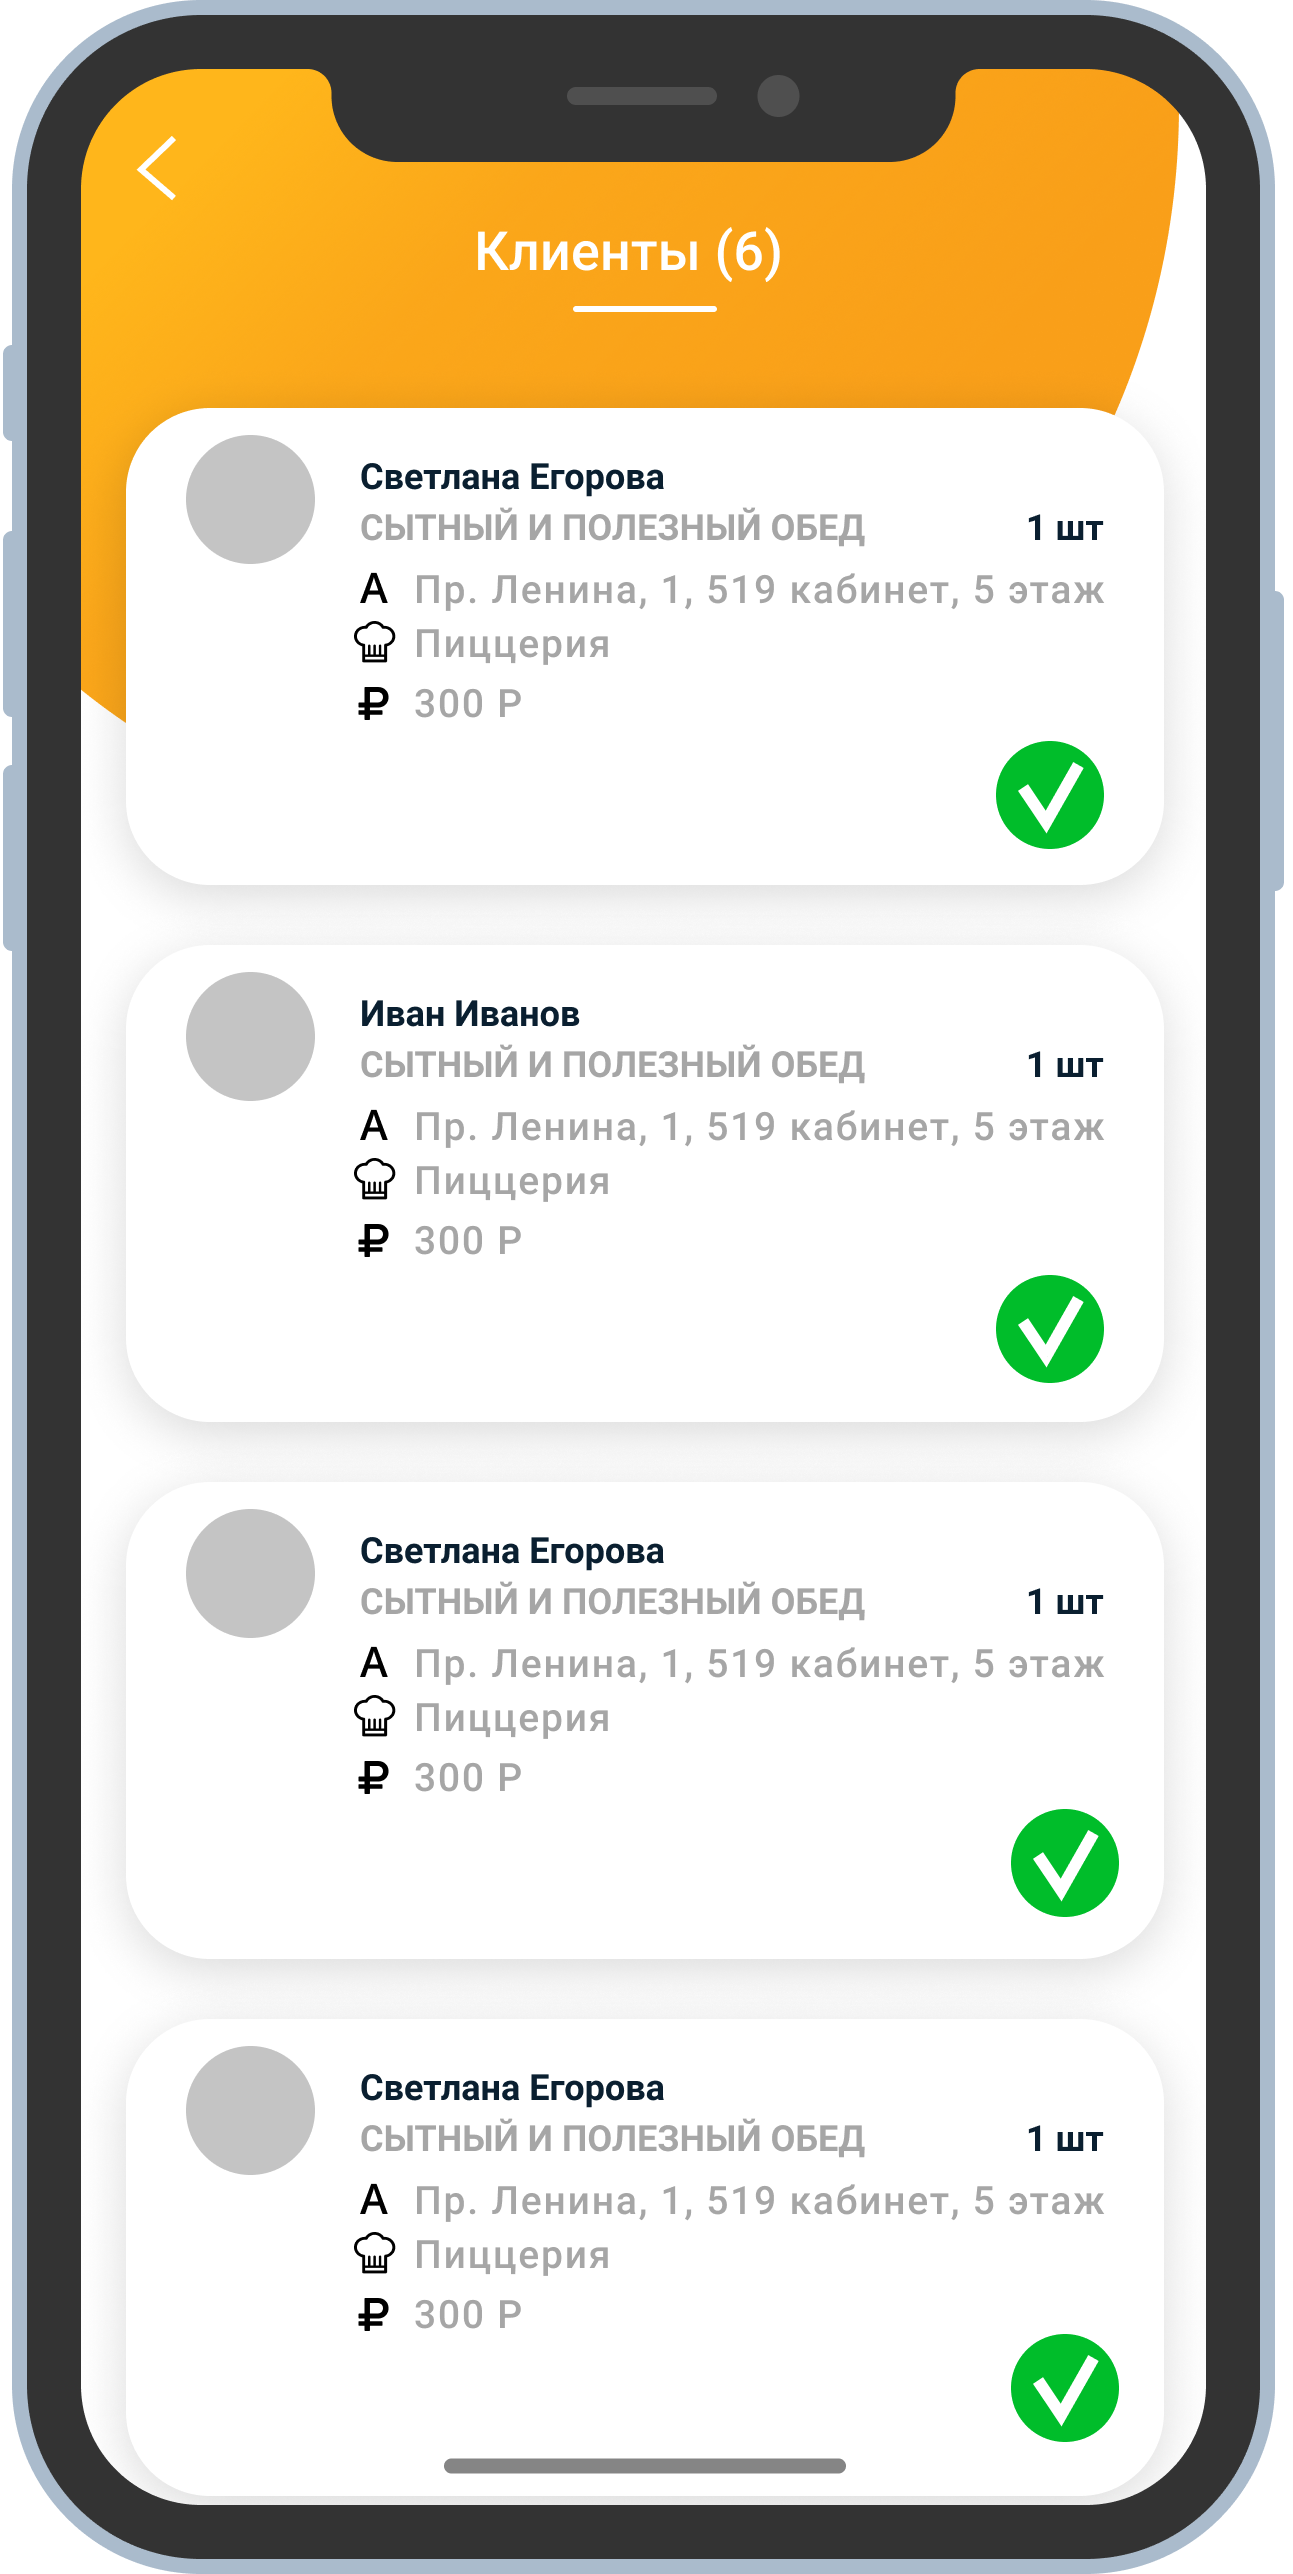 Клиенты (6)
Светлана Егорова
СЫТНЫЙ И ПОЛЕЗНЫЙ ОБЕД 1 шт
А Пр. Ленина, 1, 519 кабинет, 5 этаж
Пиццерия
₽ 300 Р
Иван Иванов
СЫТНЫЙ И ПОЛЕЗНЫЙ ОБЕД 1 шт
А Пр. Ленина, 1, 519 кабинет, 5 этаж
Пиццерия
₽ 300 Р
Светлана Егорова
СЫТНЫЙ И ПОЛЕЗНЫЙ ОБЕД 1 шт
А Пр. Ленина, 1, 519 кабинет, 5 этаж
Пиццерия
₽ 300 Р
Светлана Егорова
СЫТНЫЙ И ПОЛЕЗНЫЙ ОБЕД 1 шт
А Пр. Ленина, 1, 519 кабинет, 5 этаж
Пиццерия
₽ 300 Р